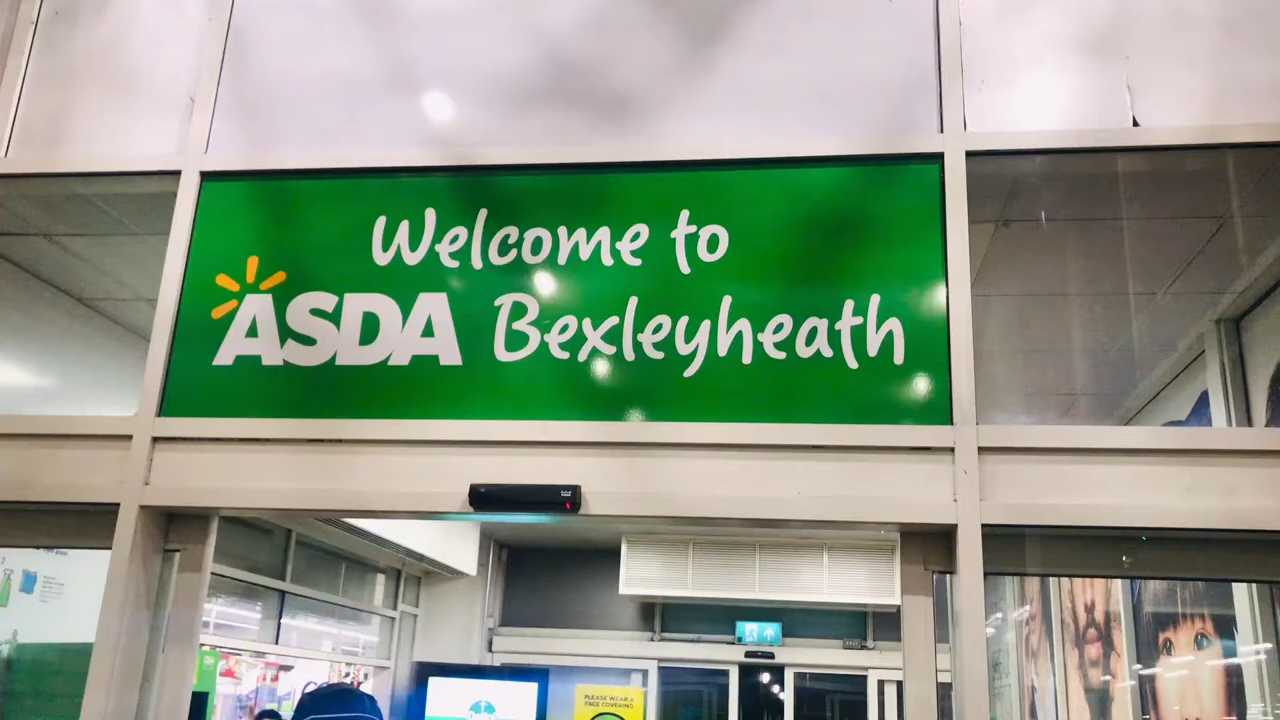 Welcome to
ASDA Bexleyheath
PLEASE WEAR A
FACE COVERING